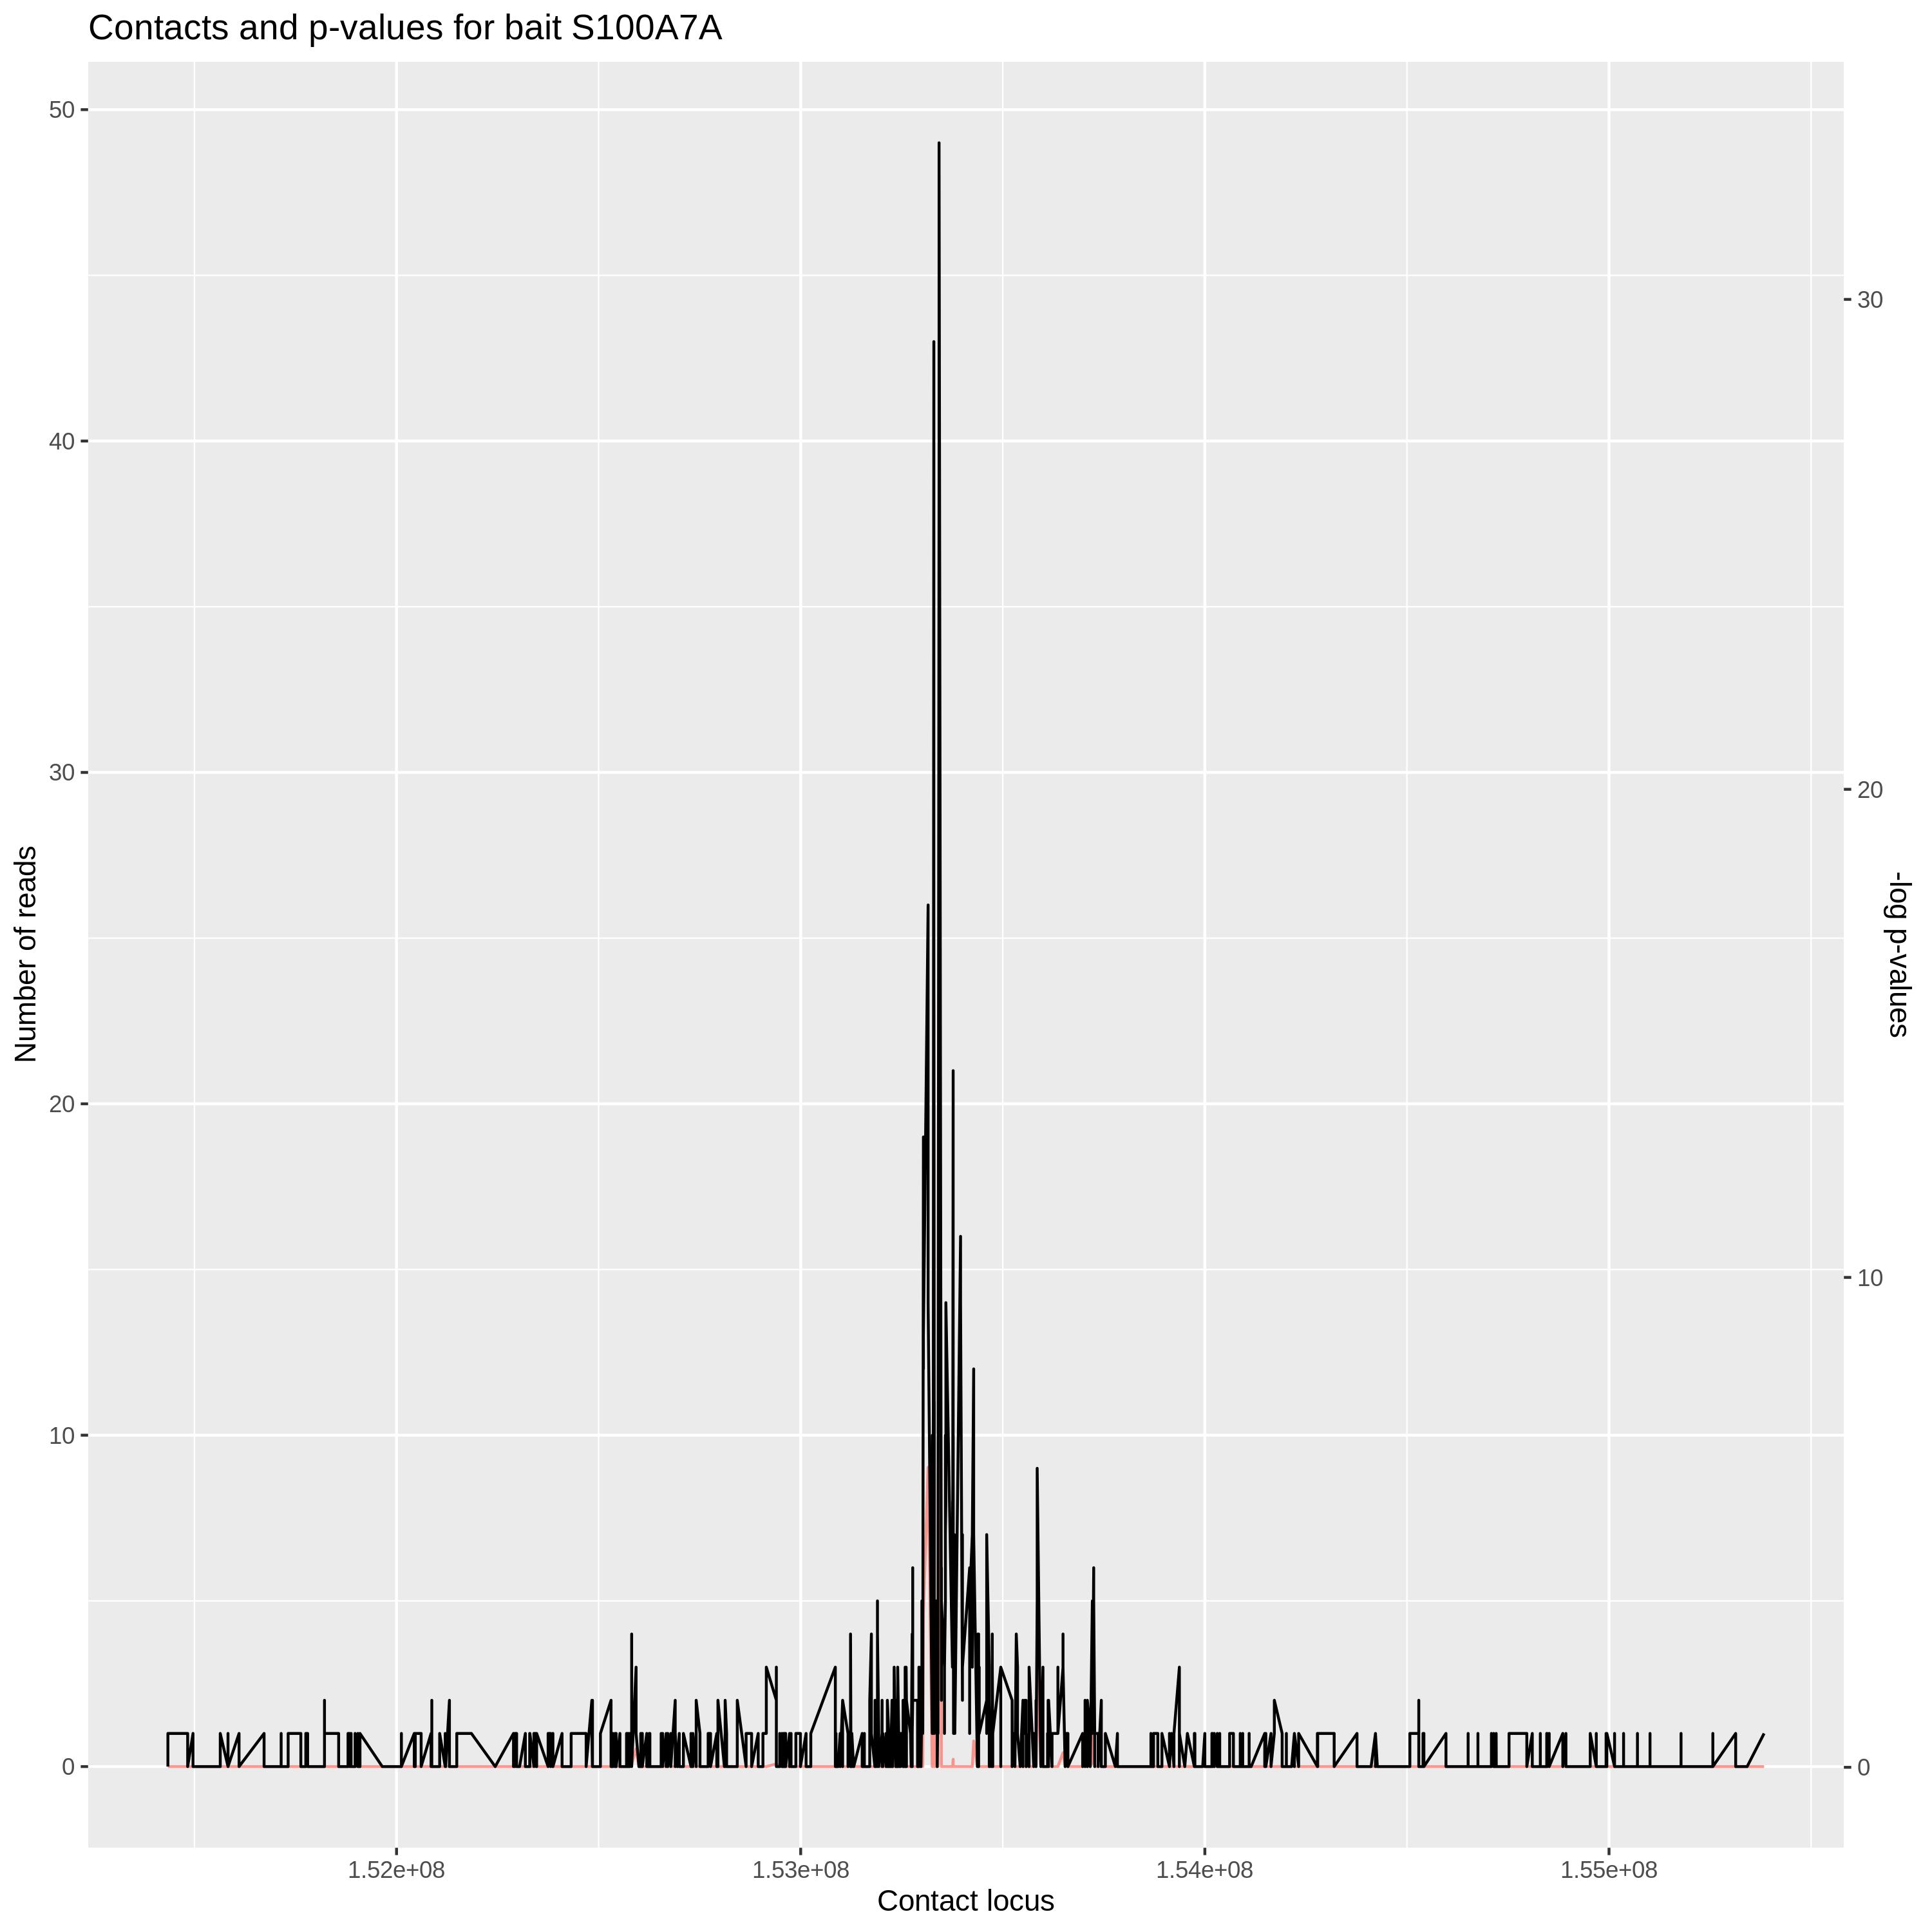 Contacts and p-values for bait S100A7A
50
40
30
20
10
0
Number of reads
30
20
10
0
-log p-values
1.52e+08
1.53e+08
1.54e+08
1.55e+08
Contact locus